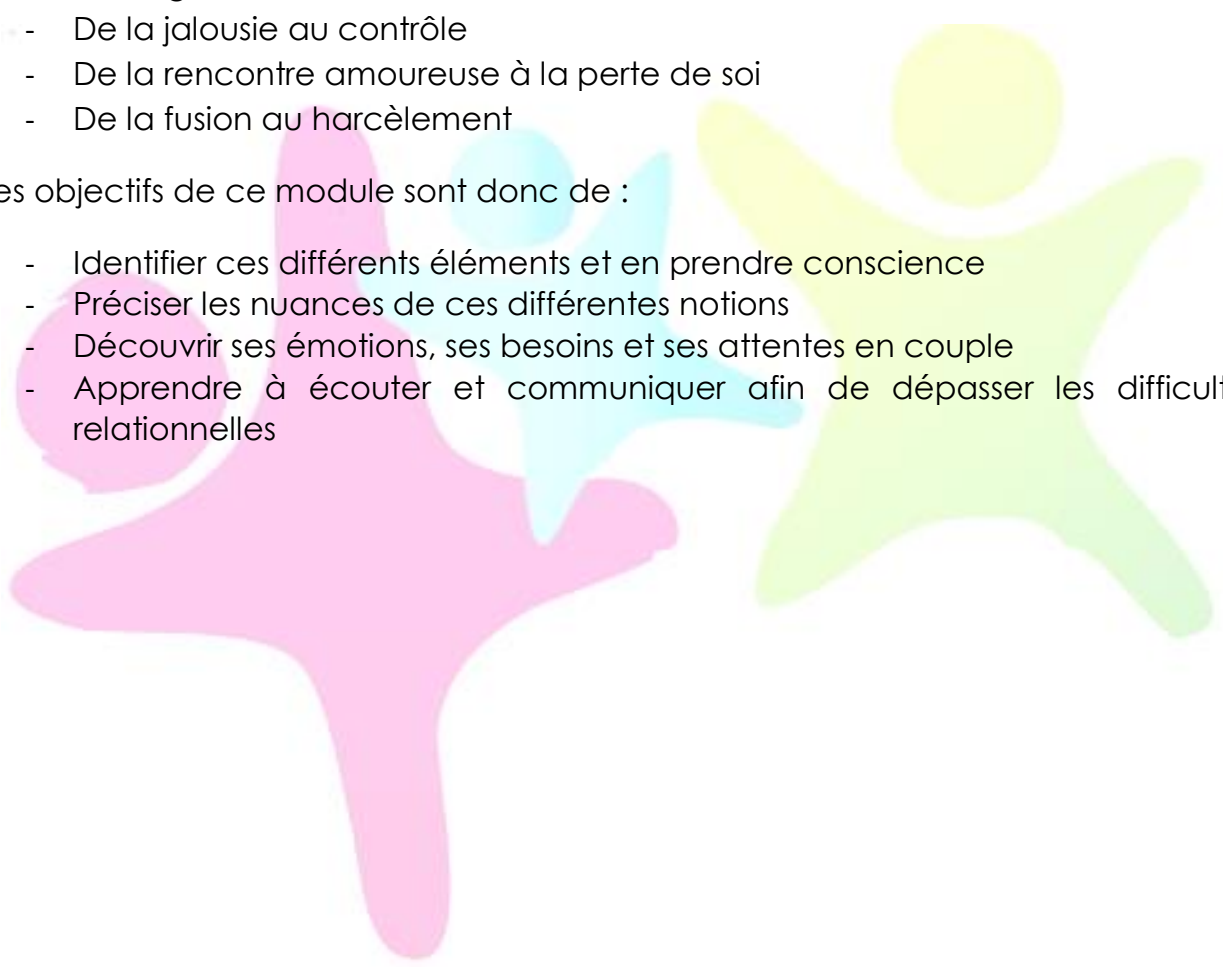 - De la jalousie au contrôle
- De la rencontre amoureuse à la perte de soi
- De la fusion au harcèlement
es objectifs de ce module sont donc de :
- Identifier ces différents éléments et en prendre conscience
- Préciser les nuances de ces différentes notions
- Découvrir ses émotions, ses besoins et ses attentes en couple
- Apprendre à écouter et communiquer afin de dépasser les difficult
relationnelles